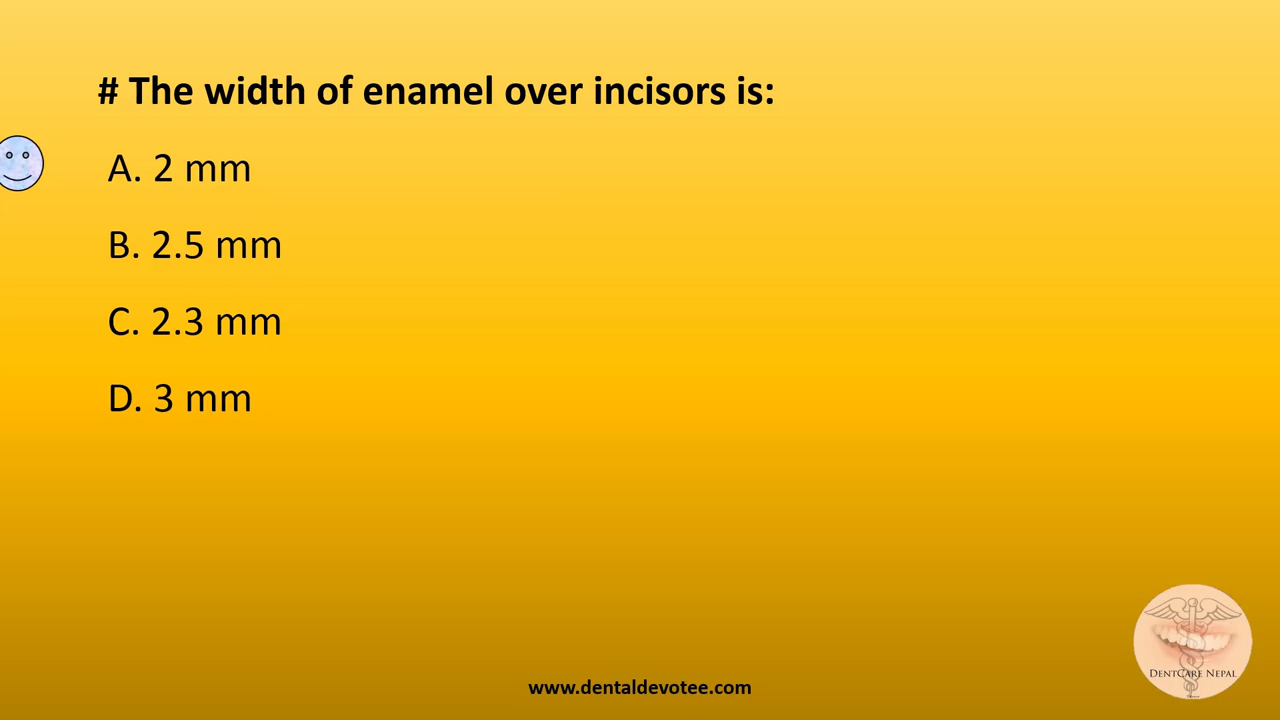 # The width of enamel over incisors is:
A. 2 mm
B. 2.5 mm
C. 2.3 mm
D. 3 mm
DENTCARE NEPAL
www.dentaldevotee.com